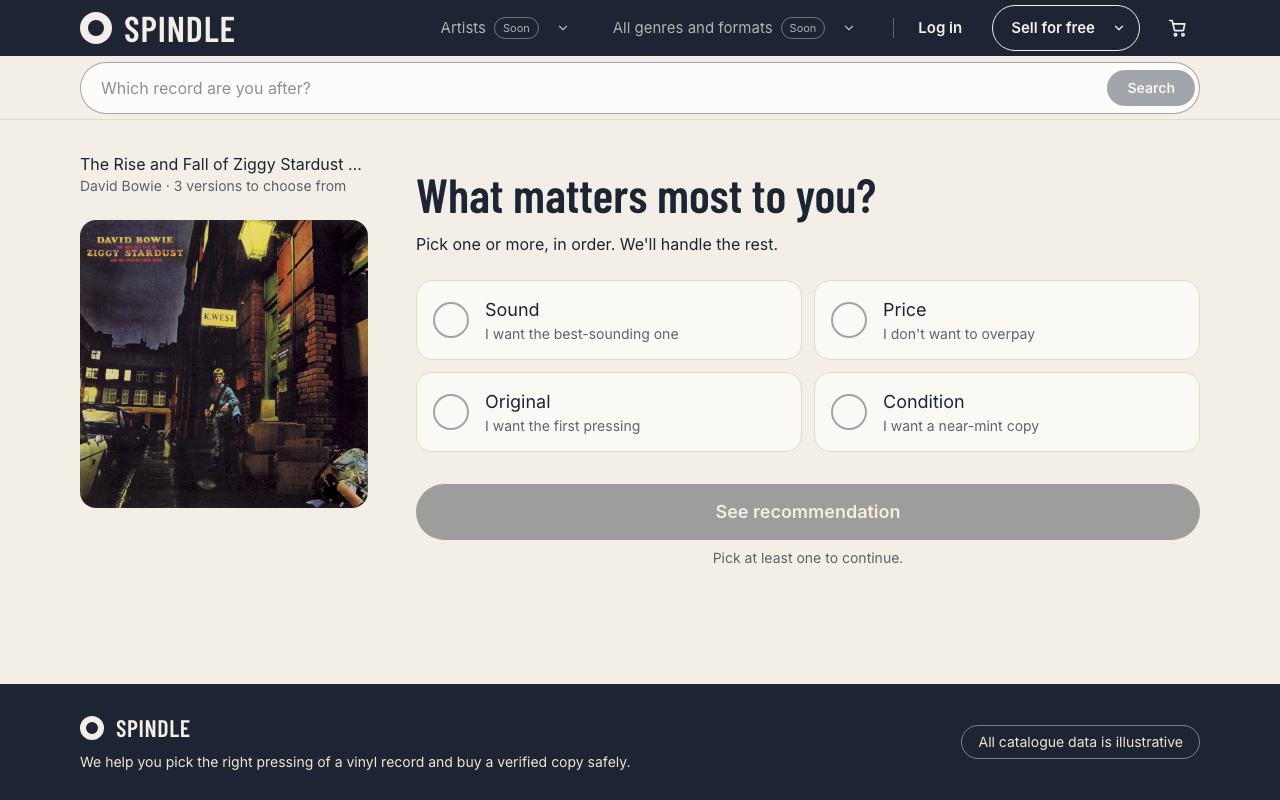 SPINDLE
Artists Soon
All genres and formats Soon
Log in
Sell for free
Which record are you after?
Search
The Rise and Fall of Ziggy Stardust ...
David Bowie · 3 versions to choose from
DAVID BOWIE
ZIGGY STARDUST
K.WEST
What matters most to you?
Pick one or more, in order. We'll handle the rest.
Sound
I want the best-sounding one
Price
I don't want to overpay
Original
I want the first pressing
Condition
I want a near-mint copy
See recommendation
Pick at least one to continue.
SPINDLE
We help you pick the right pressing of a vinyl record and buy a verified copy safely.
All catalogue data is illustrative